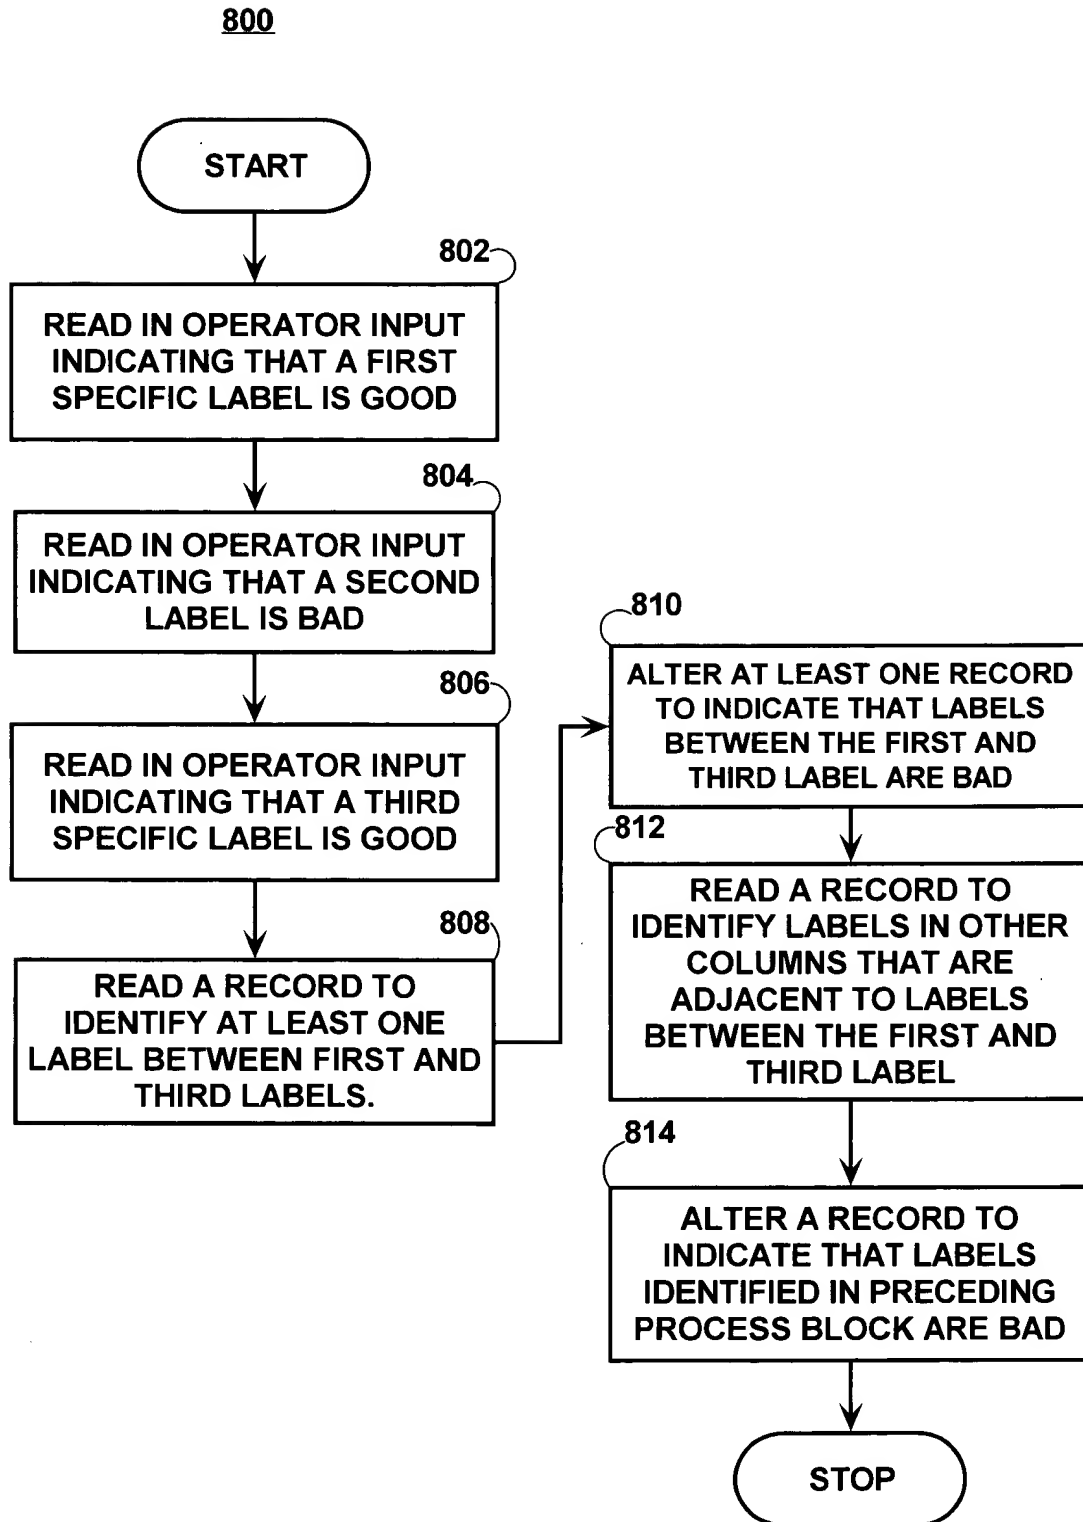 800
START
802
READ IN OPERATOR INPUT
INDICATING THAT A FIRST
SPECIFIC LABEL IS GOOD
804
READ IN OPERATOR INPUT
INDICATING THAT A SECOND
LABEL IS BAD
806
READ IN OPERATOR INPUT
INDICATING THAT A THIRD
SPECIFIC LABEL IS GOOD
808
READ A RECORD TO
IDENTIFY AT LEAST ONE
LABEL BETWEEN FIRST AND
THIRD LABELS.
810
ALTER AT LEAST ONE RECORD
TO INDICATE THAT LABELS
BETWEEN THE FIRST AND
THIRD LABEL ARE BAD
812
READ A RECORD TO
IDENTIFY LABELS IN OTHER
COLUMNS THAT ARE
ADJACENT TO LABELS
BETWEEN THE FIRST AND
THIRD LABEL
814
ALTER A RECORD TO
INDICATE THAT LABELS
IDENTIFIED IN PRECEDING
PROCESS BLOCK ARE BAD
STOP